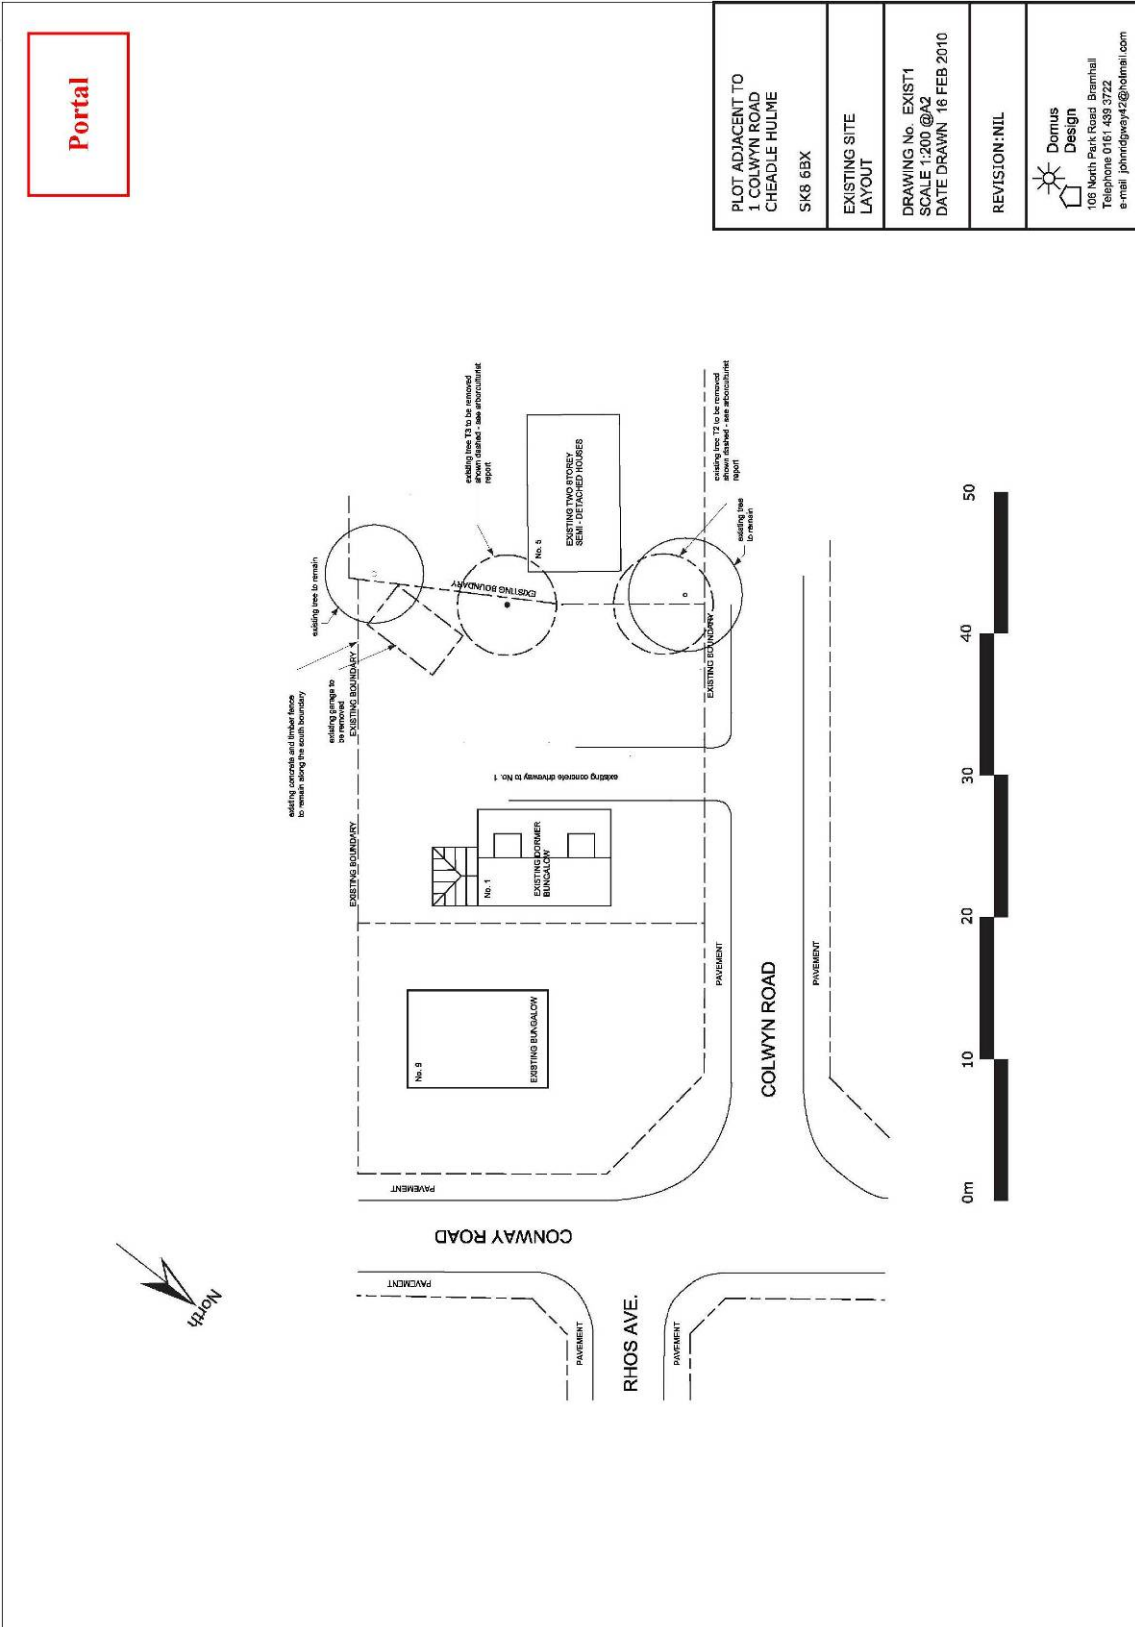 Portal
PLOT ADJACENT TO
1 COLWYN ROAD
CHEADLE HULME
SK8 6BX
EXISTING SITE
LAYOUT
DRAWING No. EXIST1
SCALE 1:200 @A2
DATE DRAWN 16 FEB 2010
REVISION:NIL
Domus
Design
106 North Park Road Bramhall
Telephone 0161 439 3722
e-mail johnridgway42@hotmail.com
existing tree T3 to be removed
shown dashed - see arboriculturist
report
existing tree T2 to be removed
shown dashed - see arboriculturist
report
existing tree to remain
existing tree
to remain
No. 5
EXISTING TWO STOREY
SEMI - DETACHED HOUSES
EXISTING BOUNDARY
existing concrete and timber fence
to remain along the south boundary
existing garage to
be removed
EXISTING BOUNDARY
EXISTING BOUNDARY
existing concrete driveway to No. 1
EXISTING BOUNDARY
No. 1
EXISTING DORMER
BUNGALOW
No. 9
EXISTING BUNGALOW
PAVEMENT
PAVEMENT
COLWYN ROAD
PAVEMENT
CONWAY ROAD
PAVEMENT
PAVEMENT
RHOS AVE.
PAVEMENT
North
0m
10
20
30
40
50